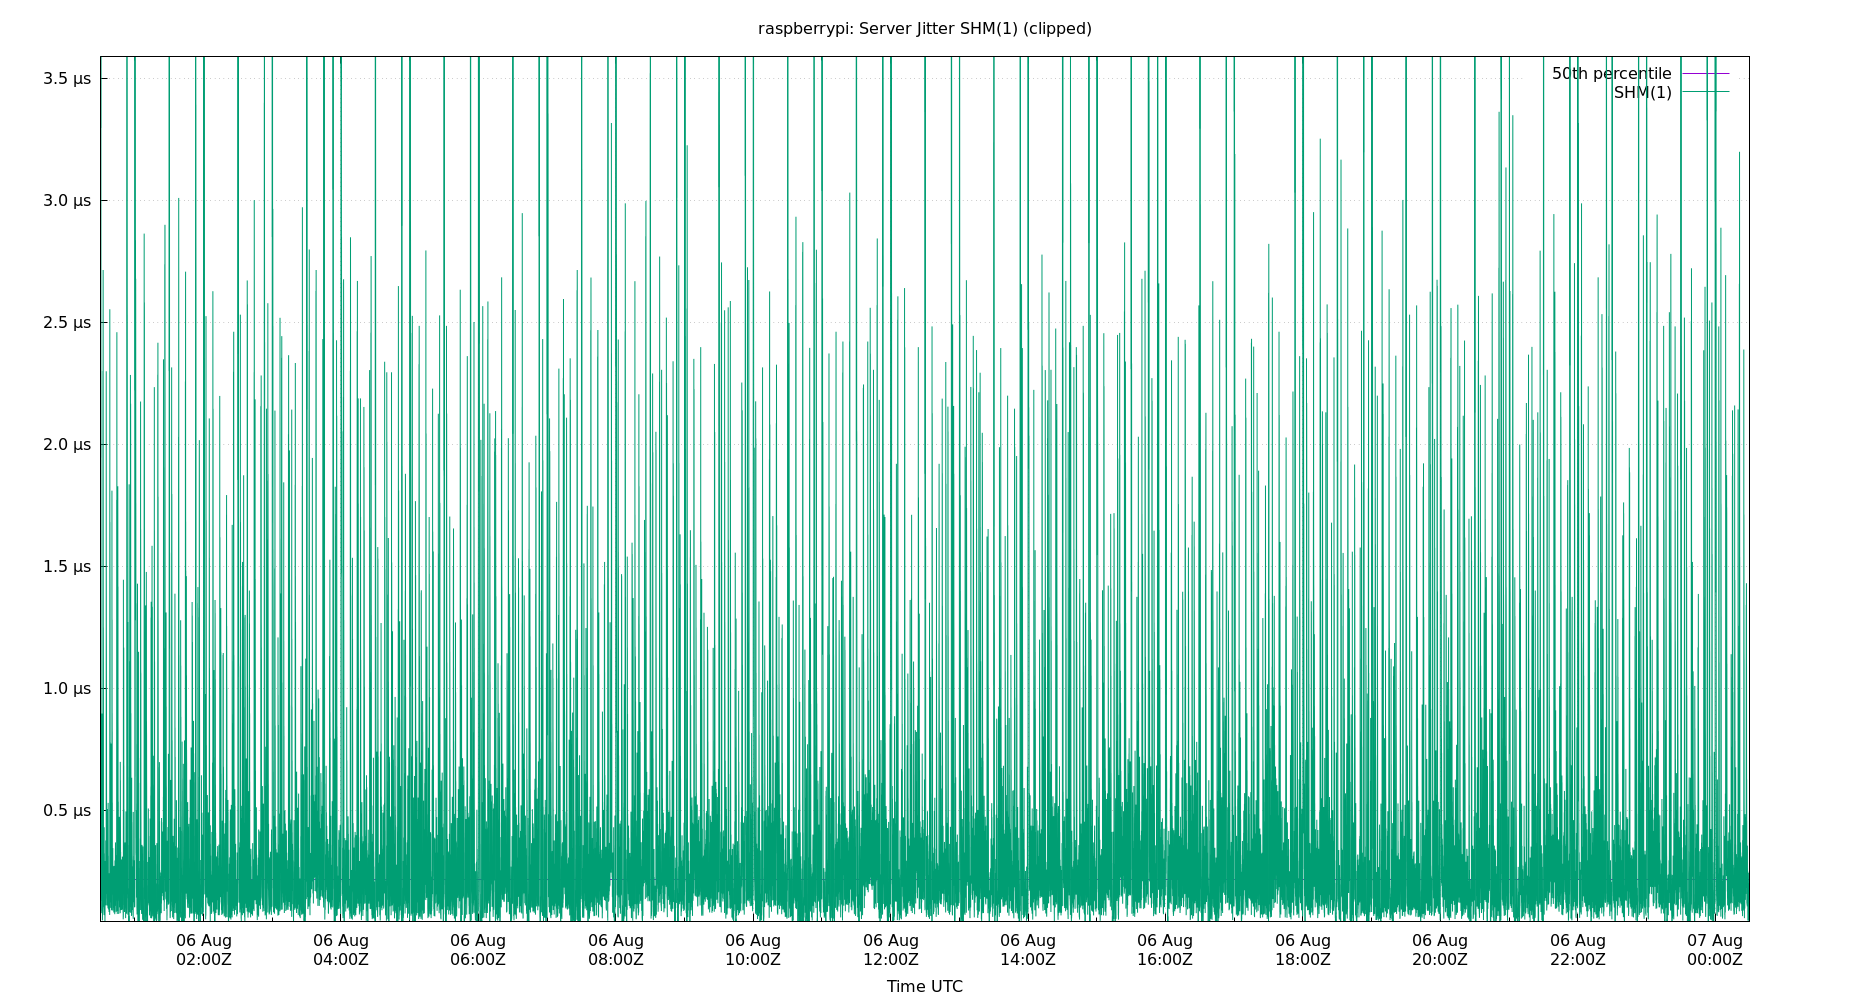 raspberrypi: Server Jitter SHM(1) (clipped)
50th percentile
SHM(1)
3.5 µs
3.0 µs
2.5 µs
2.0 µs
1.5 µs
1.0 µs
0.5 µs
06 Aug 06 Aug 06 Aug 06 Aug 06 Aug 06 Aug 06 Aug 06 Aug 06 Aug 06 Aug 06 Aug 07 Aug
02:00Z 04:00Z 06:00Z 08:00Z 10:00Z 12:00Z 14:00Z 16:00Z 18:00Z 20:00Z 22:00Z 00:00Z
Time UTC